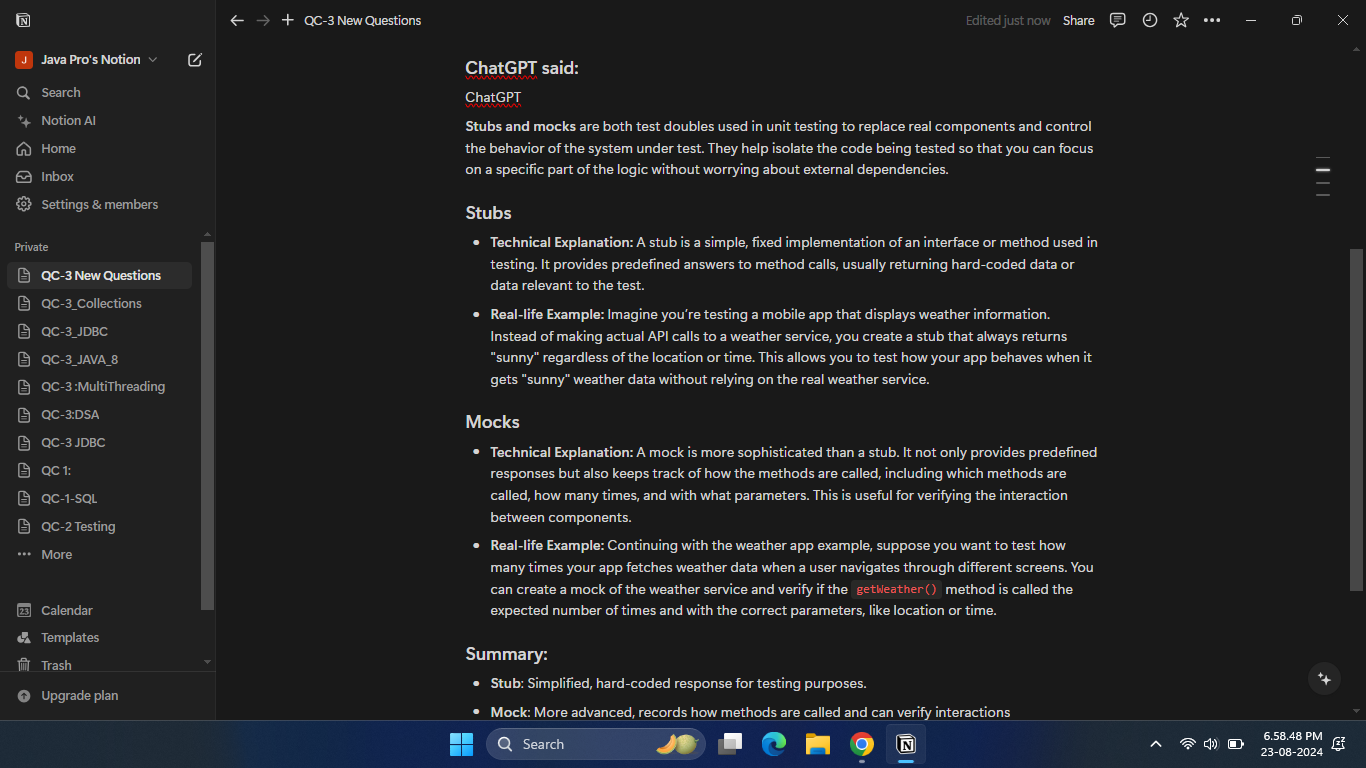 QC-3 New Questions
Edited just now
Share
J
Java Pro's Notion
Search
Notion AI
Home
Inbox
Settings & members
Private
QC-3 New Questions
QC-3_Collections
QC-3_JDBC
QC-3_JAVA_8
QC-3 :MultiThreading
QC-3:DSA
QC-3 JDBC
QC 1:
QC-1-SQL
QC-2 Testing
More
23
Calendar
Templates
Trash
Upgrade plan
ChatGPT said:
ChatGPT
Stubs and mocks are both test doubles used in unit testing to replace real components and control
the behavior of the system under test. They help isolate the code being tested so that you can focus
on a specific part of the logic without worrying about external dependencies.
Stubs
• Technical Explanation: A stub is a simple, fixed implementation of an interface or method used in
testing. It provides predefined answers to method calls, usually returning hard-coded data or
data relevant to the test.
• Real-life Example: Imagine you're testing a mobile app that displays weather information.
Instead of making actual API calls to a weather service, you create a stub that always returns
"sunny" regardless of the location or time. This allows you to test how your app behaves when it
gets "sunny" weather data without relying on the real weather service.
Mocks
• Technical Explanation: A mock is more sophisticated than a stub. It not only provides predefined
responses but also keeps track of how the methods are called, including which methods are
called, how many times, and with what parameters. This is useful for verifying the interaction
between components.
• Real-life Example: Continuing with the weather app example, suppose you want to test how
many times your app fetches weather data when a user navigates through different screens. You
can create a mock of the weather service and verify if the getWeather() method is called the
expected number of times and with the correct parameters, like location or time.
Summary:
• Stub: Simplified, hard-coded response for testing purposes.
• Mock: More advanced, records how methods are called and can verify interactions
Search
6.58.48 PM
23-08-2024